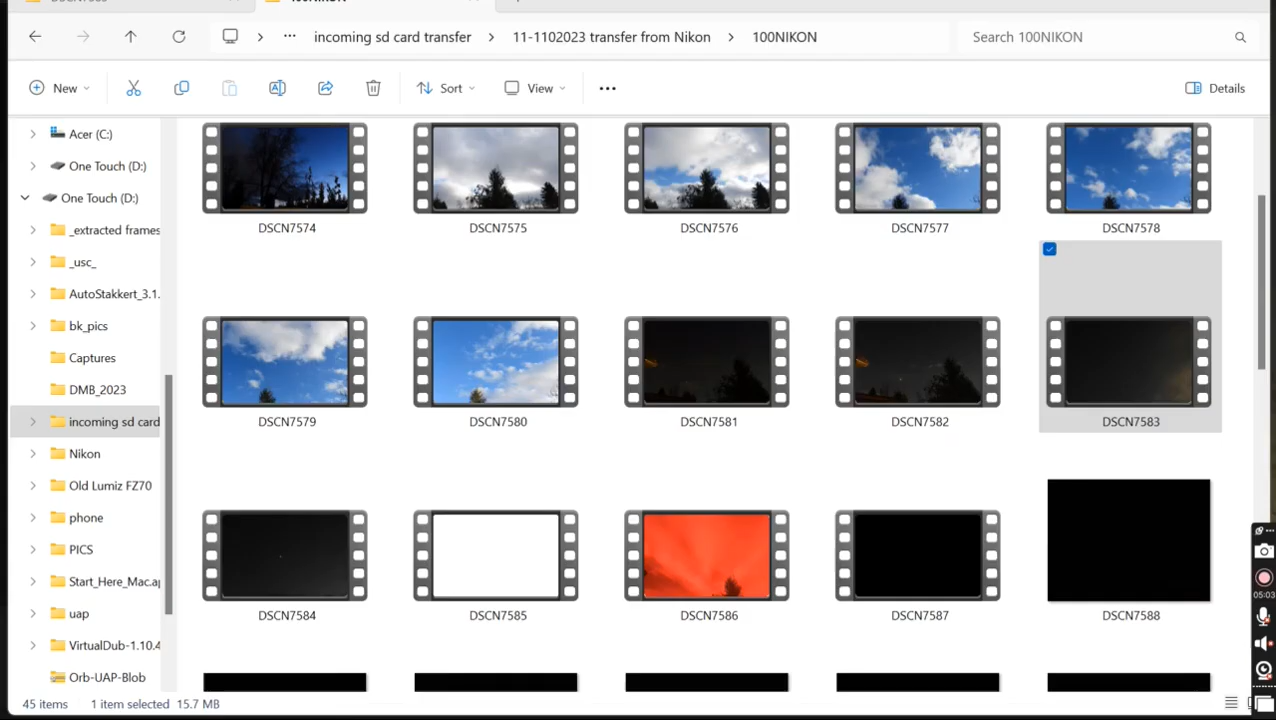 incoming sd card transfer > 11-1102023 transfer from Nikon > 100NIKON
Search 100NIKON
New
Sort
View
Details
Acer (C:)
One Touch (D:)
One Touch (D:)
_extracted frames
_usc_
AutoStakkert_3.1.
bk_pics
Captures
DMB_2023
incoming sd card
Nikon
Old Lumiz FZ70
phone
PICS
Start_Here_Mac.ap
uap
VirtualDub-1.10.4
Orb-UAP-Blob
DSCN7574 DSCN7575 DSCN7576 DSCN7577 DSCN7578
DSCN7579 DSCN7580 DSCN7581 DSCN7582 DSCN7583
DSCN7584 DSCN7585 DSCN7586 DSCN7587 DSCN7588
05:03
45 items 1 item selected 15.7 MB